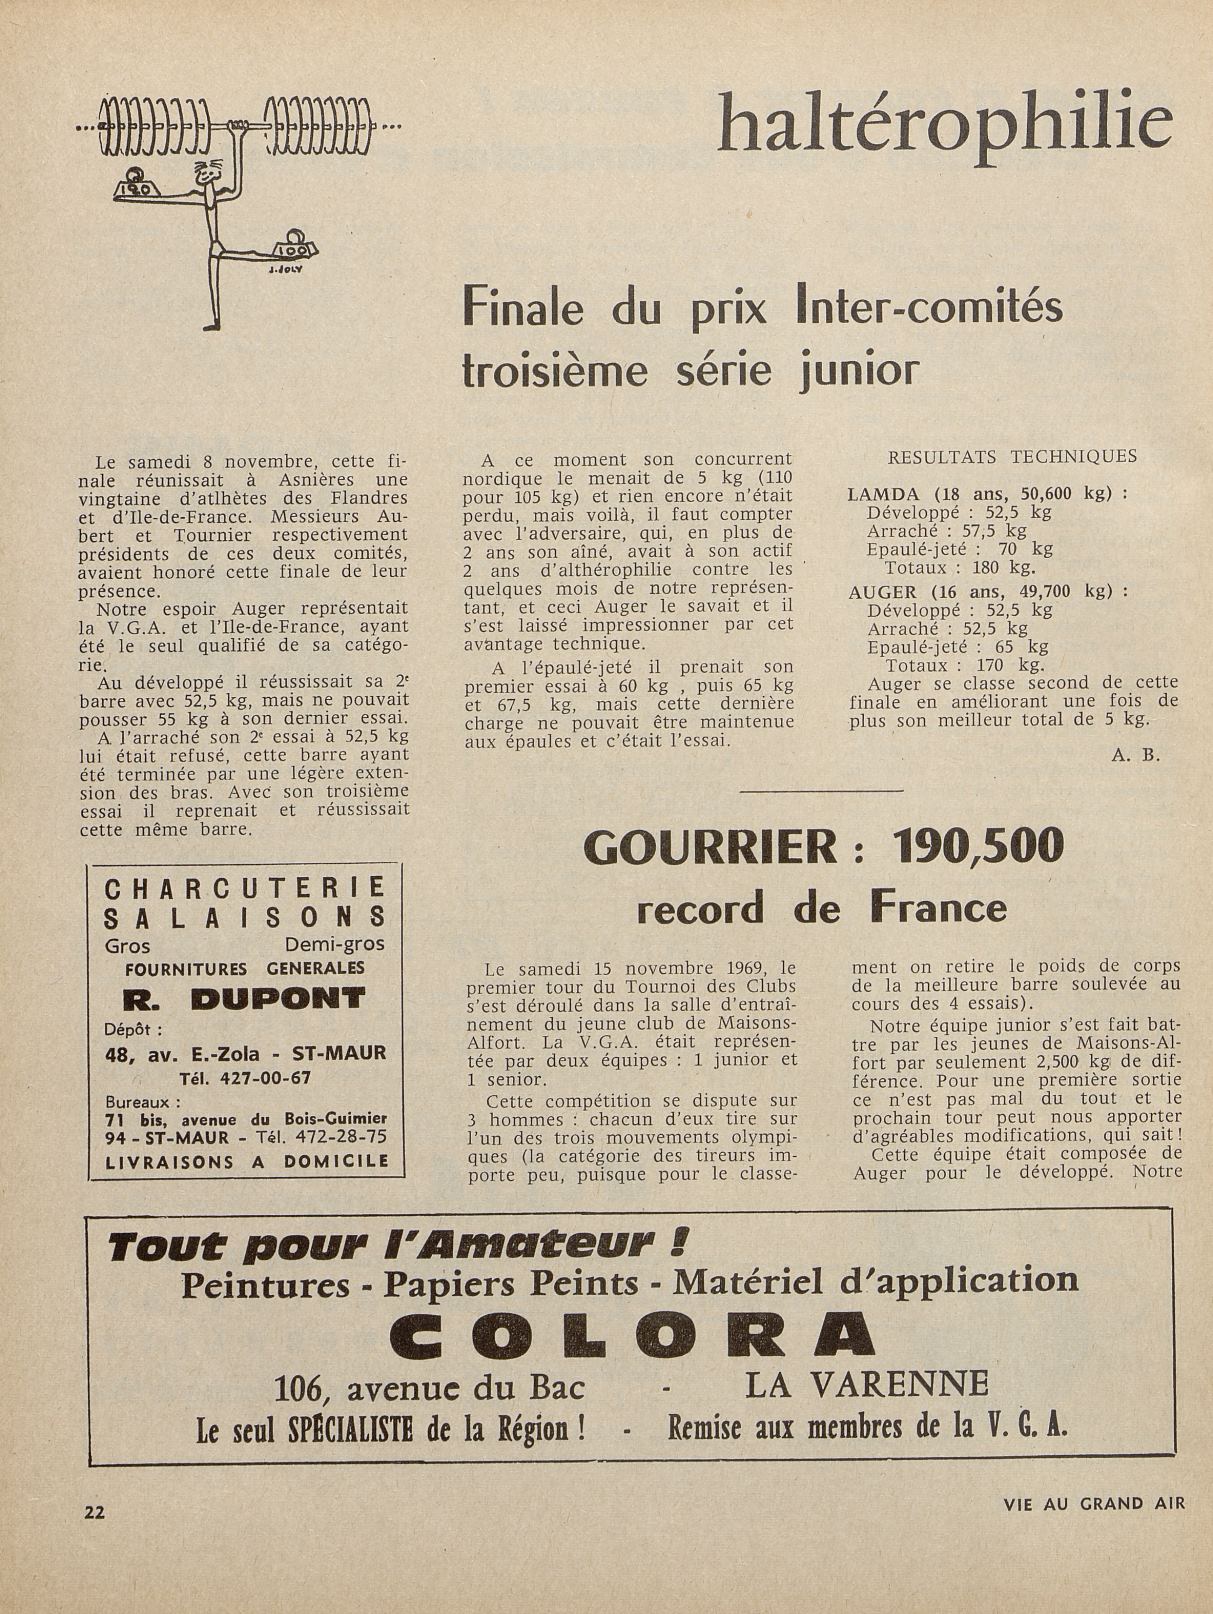 haltérophilie
120
100
J.JOLY
Finale du prix Inter-comités
troisième série junior
Le samedi 8 novembre, cette fi-
nale réunissait à Asnières une
vingtaine d'atlhètes des Flandres
et d'Ile-de-France. Messieurs Au-
bert et Tournier respectivement
présidents de ces deux comités,
avaient honoré cette finale de leur
présence.
Notre espoir Auger représentait
la V.G.A. et l'Ile-de-France, ayant
été le seul qualifié de sa catégo-
rie.
Au développé il réussissait sa 2e
barre avec 52,5 kg, mais ne pouvait
pousser 55 kg à son dernier essai.
A l'arraché son 2e essai à 52,5 kg
lui était refusé, cette barre ayant
été terminée par une légère exten-
sion des bras. Avec son troisième
essai il reprenait et réussissait
cette même barre.
A ce moment son concurrent
nordique le menait de 5 kg (110
pour 105 kg) et rien encore n'était
perdu, mais voilà, il faut compter
avec l'adversaire, qui, en plus de
2 ans son aîné, avait à son actif
2 ans d'althérophilie contre les
quelques mois de notre représen-
tant, et ceci Auger le savait et il
s'est laissé impressionner par cet
avantage technique.
A l'épaulé-jeté il prenait son
premier essai à 60 kg , puis 65 kg
et 67,5 kg, mais cette dernière
charge ne pouvait être maintenue
aux épaules et c'était l'essai.
RESULTATS TECHNIQUES
LAMDA (18 ans, 50,600 kg) :
Développé : 52,5 kg
Arraché : 57,5 kg
Epaulé-jeté : 70 kg
Totaux : 180 kg.
AUGER (16 ans, 49,700 kg) :
Développé : 52,5 kg
Arraché : 52,5 kg
Epaulé-jeté : 65 kg
Totaux : 170 kg.
Auger se classe second de cette
finale en améliorant une fois de
plus son meilleur total de 5 kg.
A. B.
CHARCUTERIE
SALAISONS
Gros Demi-gros
FOURNITURES GENERALES
R. DUPONT
Dépôt :
48, av. E.-Zola - ST-MAUR
Tél. 427-00-67
Bureaux :
71 bis, avenue du Bois-Guimier
94 - ST-MAUR - Tél. 472-28-75
LIVRAISONS A DOMICILE
GOURRIER : 190,500
record de France
Le samedi 15 novembre 1969, le
premier tour du Tournoi des Clubs
s'est déroulé dans la salle d'entraî-
nement du jeune club de Maisons-
Alfort. La V.G.A. était représen-
tée par deux équipes : 1 junior et
1 senior.
Cette compétition se dispute sur
3 hommes : chacun d'eux tire sur
l'un des trois mouvements olympi-
ques (la catégorie des tireurs im-
porte peu, puisque pour le classe-
ment on retire le poids de corps
de la meilleure barre soulevée au
cours des 4 essais).
Notre équipe junior s'est fait bat-
tre par les jeunes de Maisons-Al-
fort par seulement 2,500 kg de dif-
férence. Pour une première sortie
ce n'est pas mal du tout et le
prochain tour peut nous apporter
d'agréables modifications, qui sait !
Cette équipe était composée de
Auger pour le développé. Notre
Tout pour l'Amateur !
Peintures - Papiers Peints - Matériel d'application
COLORA
106, avenue du Bac - LA VARENNE
Le seul SPÉCIALISTE de la Région ! - Remise aux membres de la V. G. A.
22
VIE AU GRAND AIR